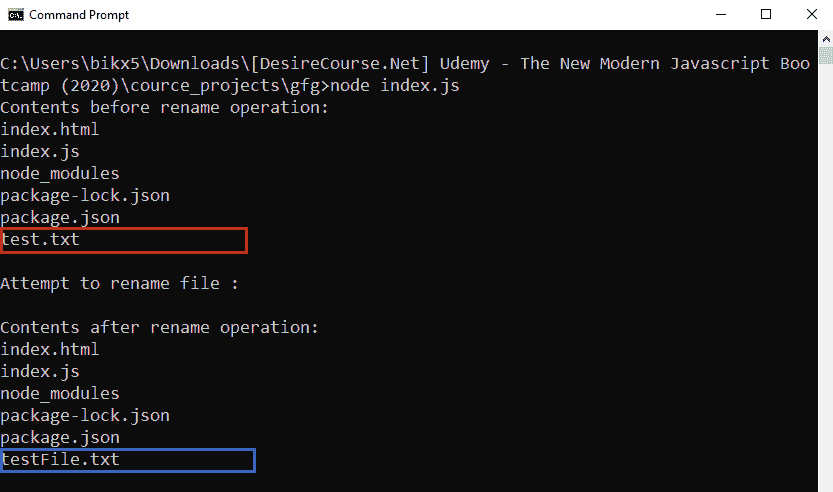 Command Prompt
C:\Users\bikx5\Downloads\[DesireCourse.Net] Udemy - The New Modern Javascript Boo
tcamp (2020)\cource_projects\gfg>node index.js
Contents before rename operation:
index.html
index.js
node_modules
package-lock.json
package.json
test.txt
Attempt to rename file :
Contents after rename operation:
index.html
index.js
node_modules
package-lock.json
package.json
testFile.txt